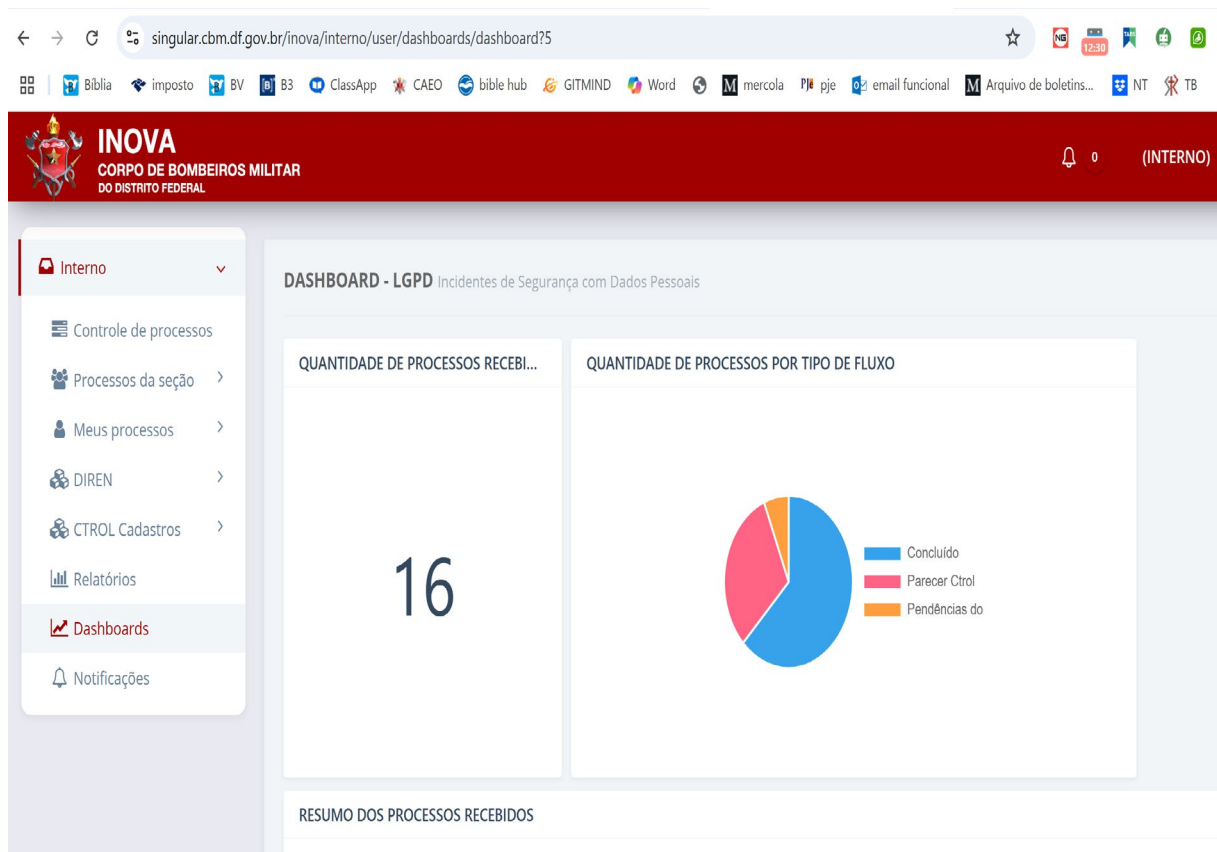 singular.cbm.df.gov.br/inova/interno/user/dashboards/dashboard?5
NG 12:30 TABS
Bíblia imposto BV B3 ClassApp CAEO bible hub GITMIND Word mercola pje email funcional Arquivo de boletins... NT TB
INOVA
CORPO DE BOMBEIROS MILITAR
DO DISTRITO FEDERAL
0 (INTERNO)
Interno
Controle de processos
Processos da seção
Meus processos
DIREN
CTROL Cadastros
Relatórios
Dashboards
Notificações
DASHBOARD - LGPD Incidentes de Segurança com Dados Pessoais
QUANTIDADE DE PROCESSOS RECEBI...
16
QUANTIDADE DE PROCESSOS POR TIPO DE FLUXO
Concluído
Parecer Ctrol
Pendências do
RESUMO DOS PROCESSOS RECEBIDOS